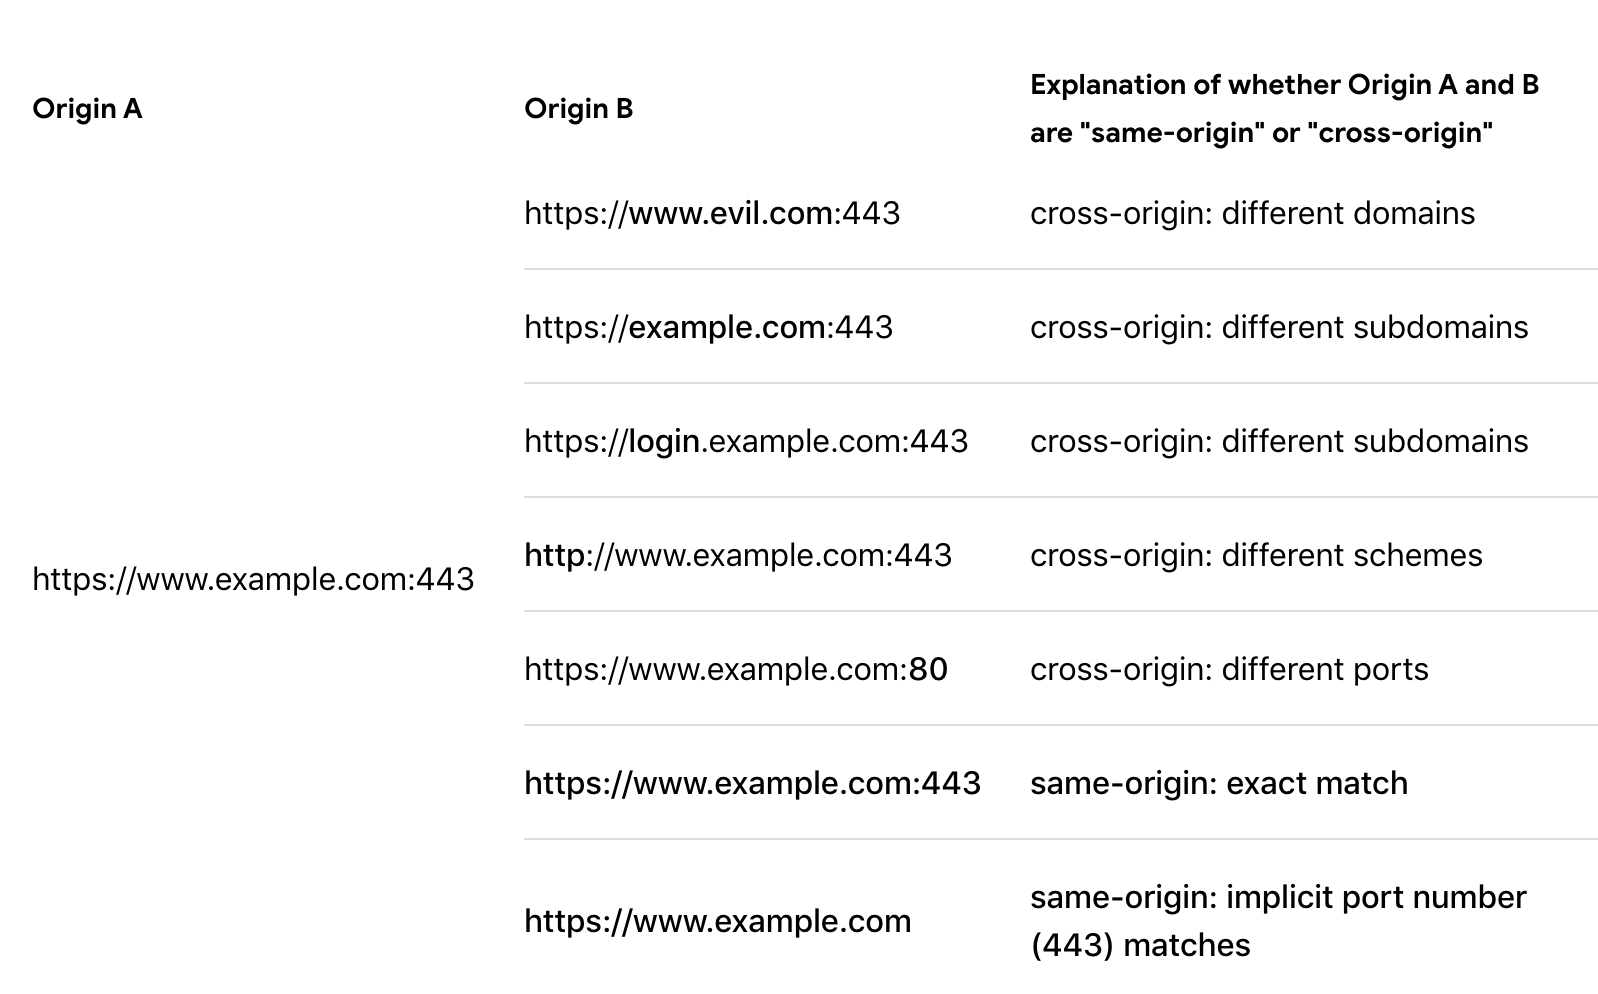 Origin A
Origin B
Explanation of whether Origin A and B
are "same-origin" or "cross-origin"
https://www.example.com:443
https://www.evil.com:443
cross-origin: different domains
https://example.com:443
cross-origin: different subdomains
https://login.example.com:443
cross-origin: different subdomains
http://www.example.com:443
cross-origin: different schemes
https://www.example.com:80
cross-origin: different ports
https://www.example.com:443
same-origin: exact match
https://www.example.com
same-origin: implicit port number
(443) matches